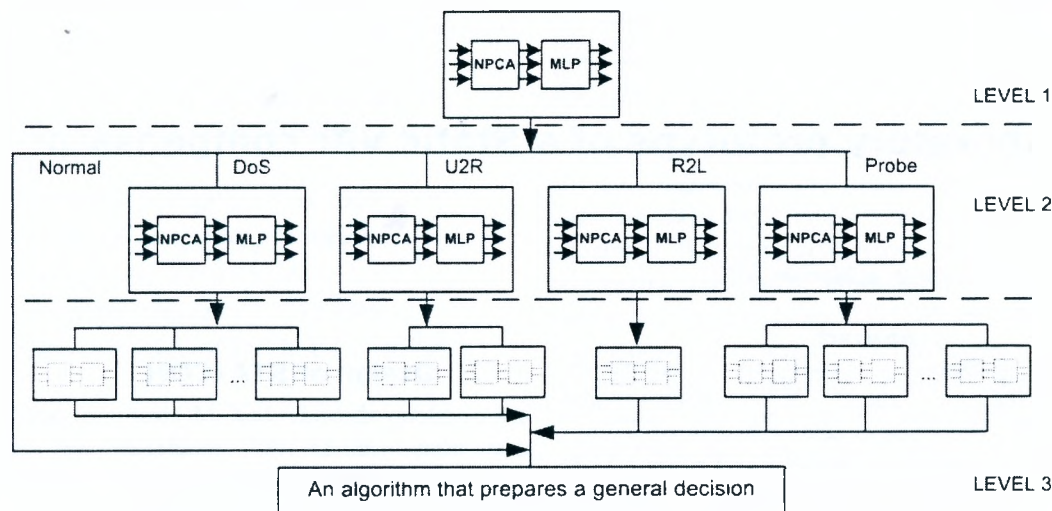 NPCA MLP
LEVEL 1
Normal DoS U2R R2L Probe
LEVEL 2
NPCA MLP NPCA MLP NPCA MLP NPCA MLP
... ...
An algorithm that prepares a general decision
LEVEL 3